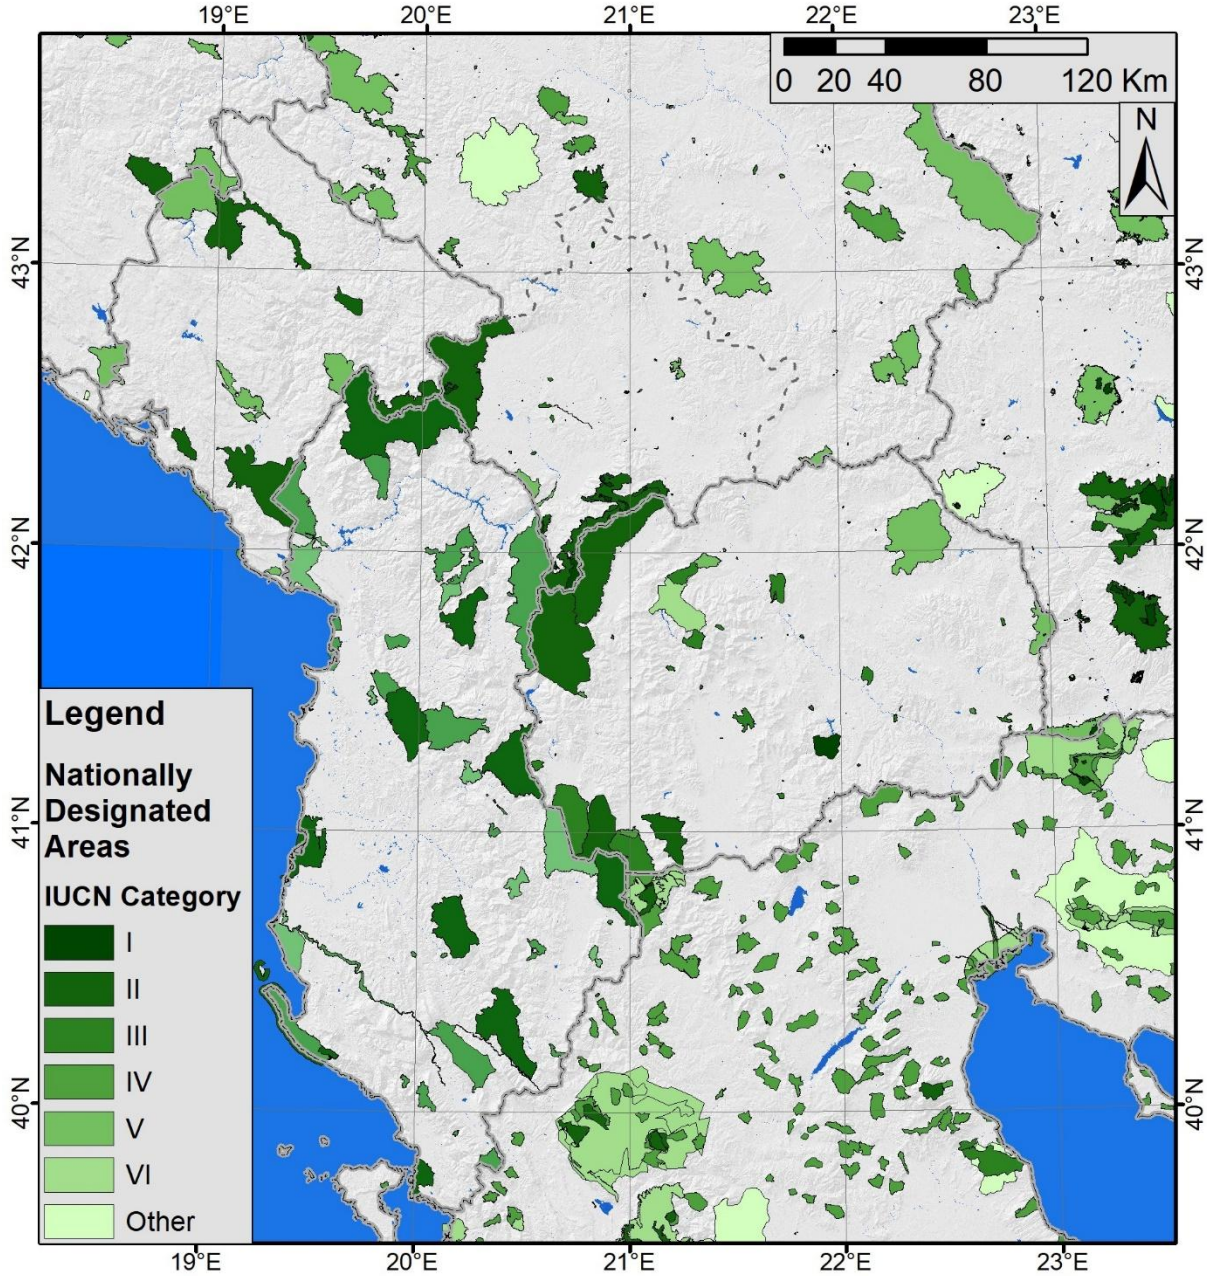 19°E 20°E 21°E 22°E 23°E
0 20 40 80 120 Km
N
43°N 43°N
42°N 42°N
41°N 41°N
40°N 40°N
Legend
Nationally
Designated
Areas
IUCN Category
I
II
III
IV
V
VI
Other
19°E 20°E 21°E 22°E 23°E